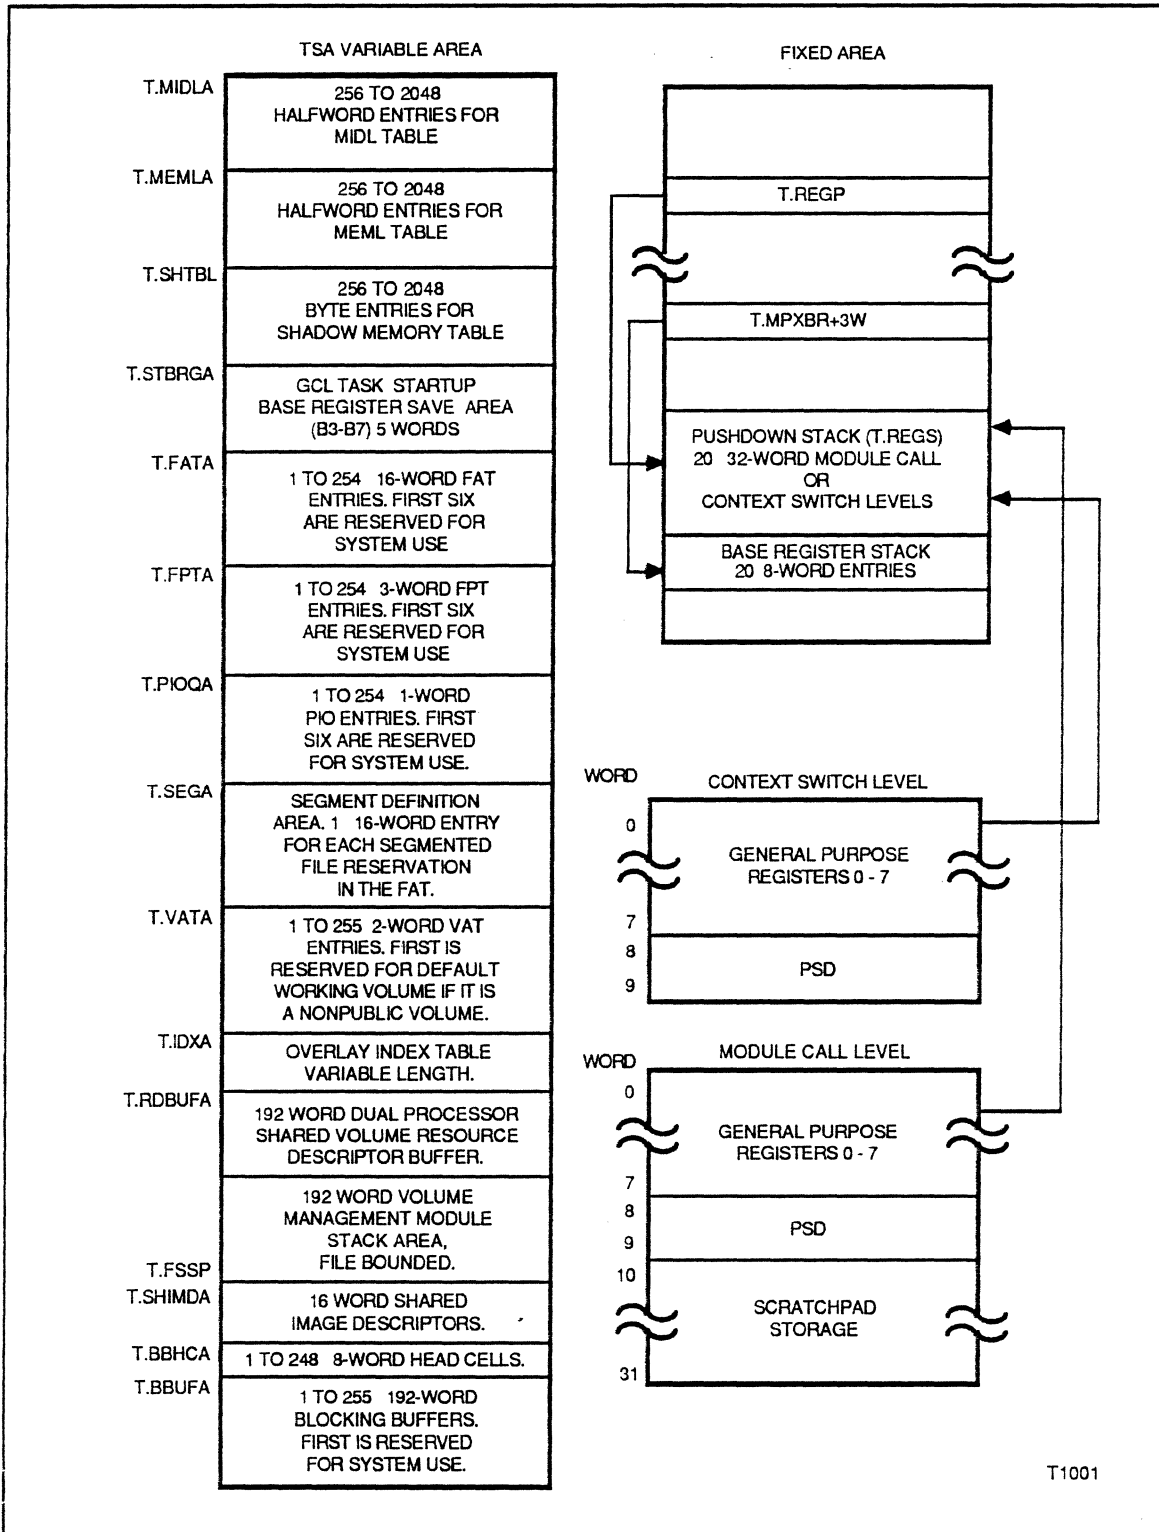 TSA VARIABLE AREA
T.MIDLA
256 TO 2048
HALFWORD ENTRIES FOR
MIDL TABLE
T.MEMLA
256 TO 2048
HALFWORD ENTRIES FOR
MEML TABLE
T.SHTBL
256 TO 2048
BYTE ENTRIES FOR
SHADOW MEMORY TABLE
T.STBRGA
GCL TASK STARTUP
BASE REGISTER SAVE AREA
(B3-B7) 5 WORDS
T.FATA
1 TO 254 16-WORD FAT
ENTRIES. FIRST SIX
ARE RESERVED FOR
SYSTEM USE
T.FPTA
1 TO 254 3-WORD FPT
ENTRIES. FIRST SIX
ARE RESERVED FOR
SYSTEM USE
T.PIOQA
1 TO 254 1-WORD
PIO ENTRIES. FIRST
SIX ARE RESERVED
FOR SYSTEM USE.
T.SEGA
SEGMENT DEFINITION
AREA. 1 16-WORD ENTRY
FOR EACH SEGMENTED
FILE RESERVATION
IN THE FAT.
T.VATA
1 TO 255 2-WORD VAT
ENTRIES. FIRST IS
RESERVED FOR DEFAULT
WORKING VOLUME IF IT IS
A NONPUBLIC VOLUME.
T.IDXA
OVERLAY INDEX TABLE
VARIABLE LENGTH.
T.RDBUFA
192 WORD DUAL PROCESSOR
SHARED VOLUME RESOURCE
DESCRIPTOR BUFFER.
192 WORD VOLUME
MANAGEMENT MODULE
STACK AREA,
FILE BOUNDED.
T.FSSP
T.SHIMDA
16 WORD SHARED
IMAGE DESCRIPTORS.
T.BBHCA
1 TO 248 8-WORD HEAD CELLS.
T.BBUFA
1 TO 255 192-WORD
BLOCKING BUFFERS.
FIRST IS RESERVED
FOR SYSTEM USE.
FIXED AREA
T.REGP
T.MPXBR+3W
PUSHDOWN STACK (T.REGS)
20 32-WORD MODULE CALL
OR
CONTEXT SWITCH LEVELS
BASE REGISTER STACK
20 8-WORD ENTRIES
WORD
CONTEXT SWITCH LEVEL
0
GENERAL PURPOSE
REGISTERS 0 - 7
7
8
PSD
9
WORD
MODULE CALL LEVEL
0
GENERAL PURPOSE
REGISTERS 0 - 7
7
8
PSD
9
10
SCRATCHPAD
STORAGE
31
T1001